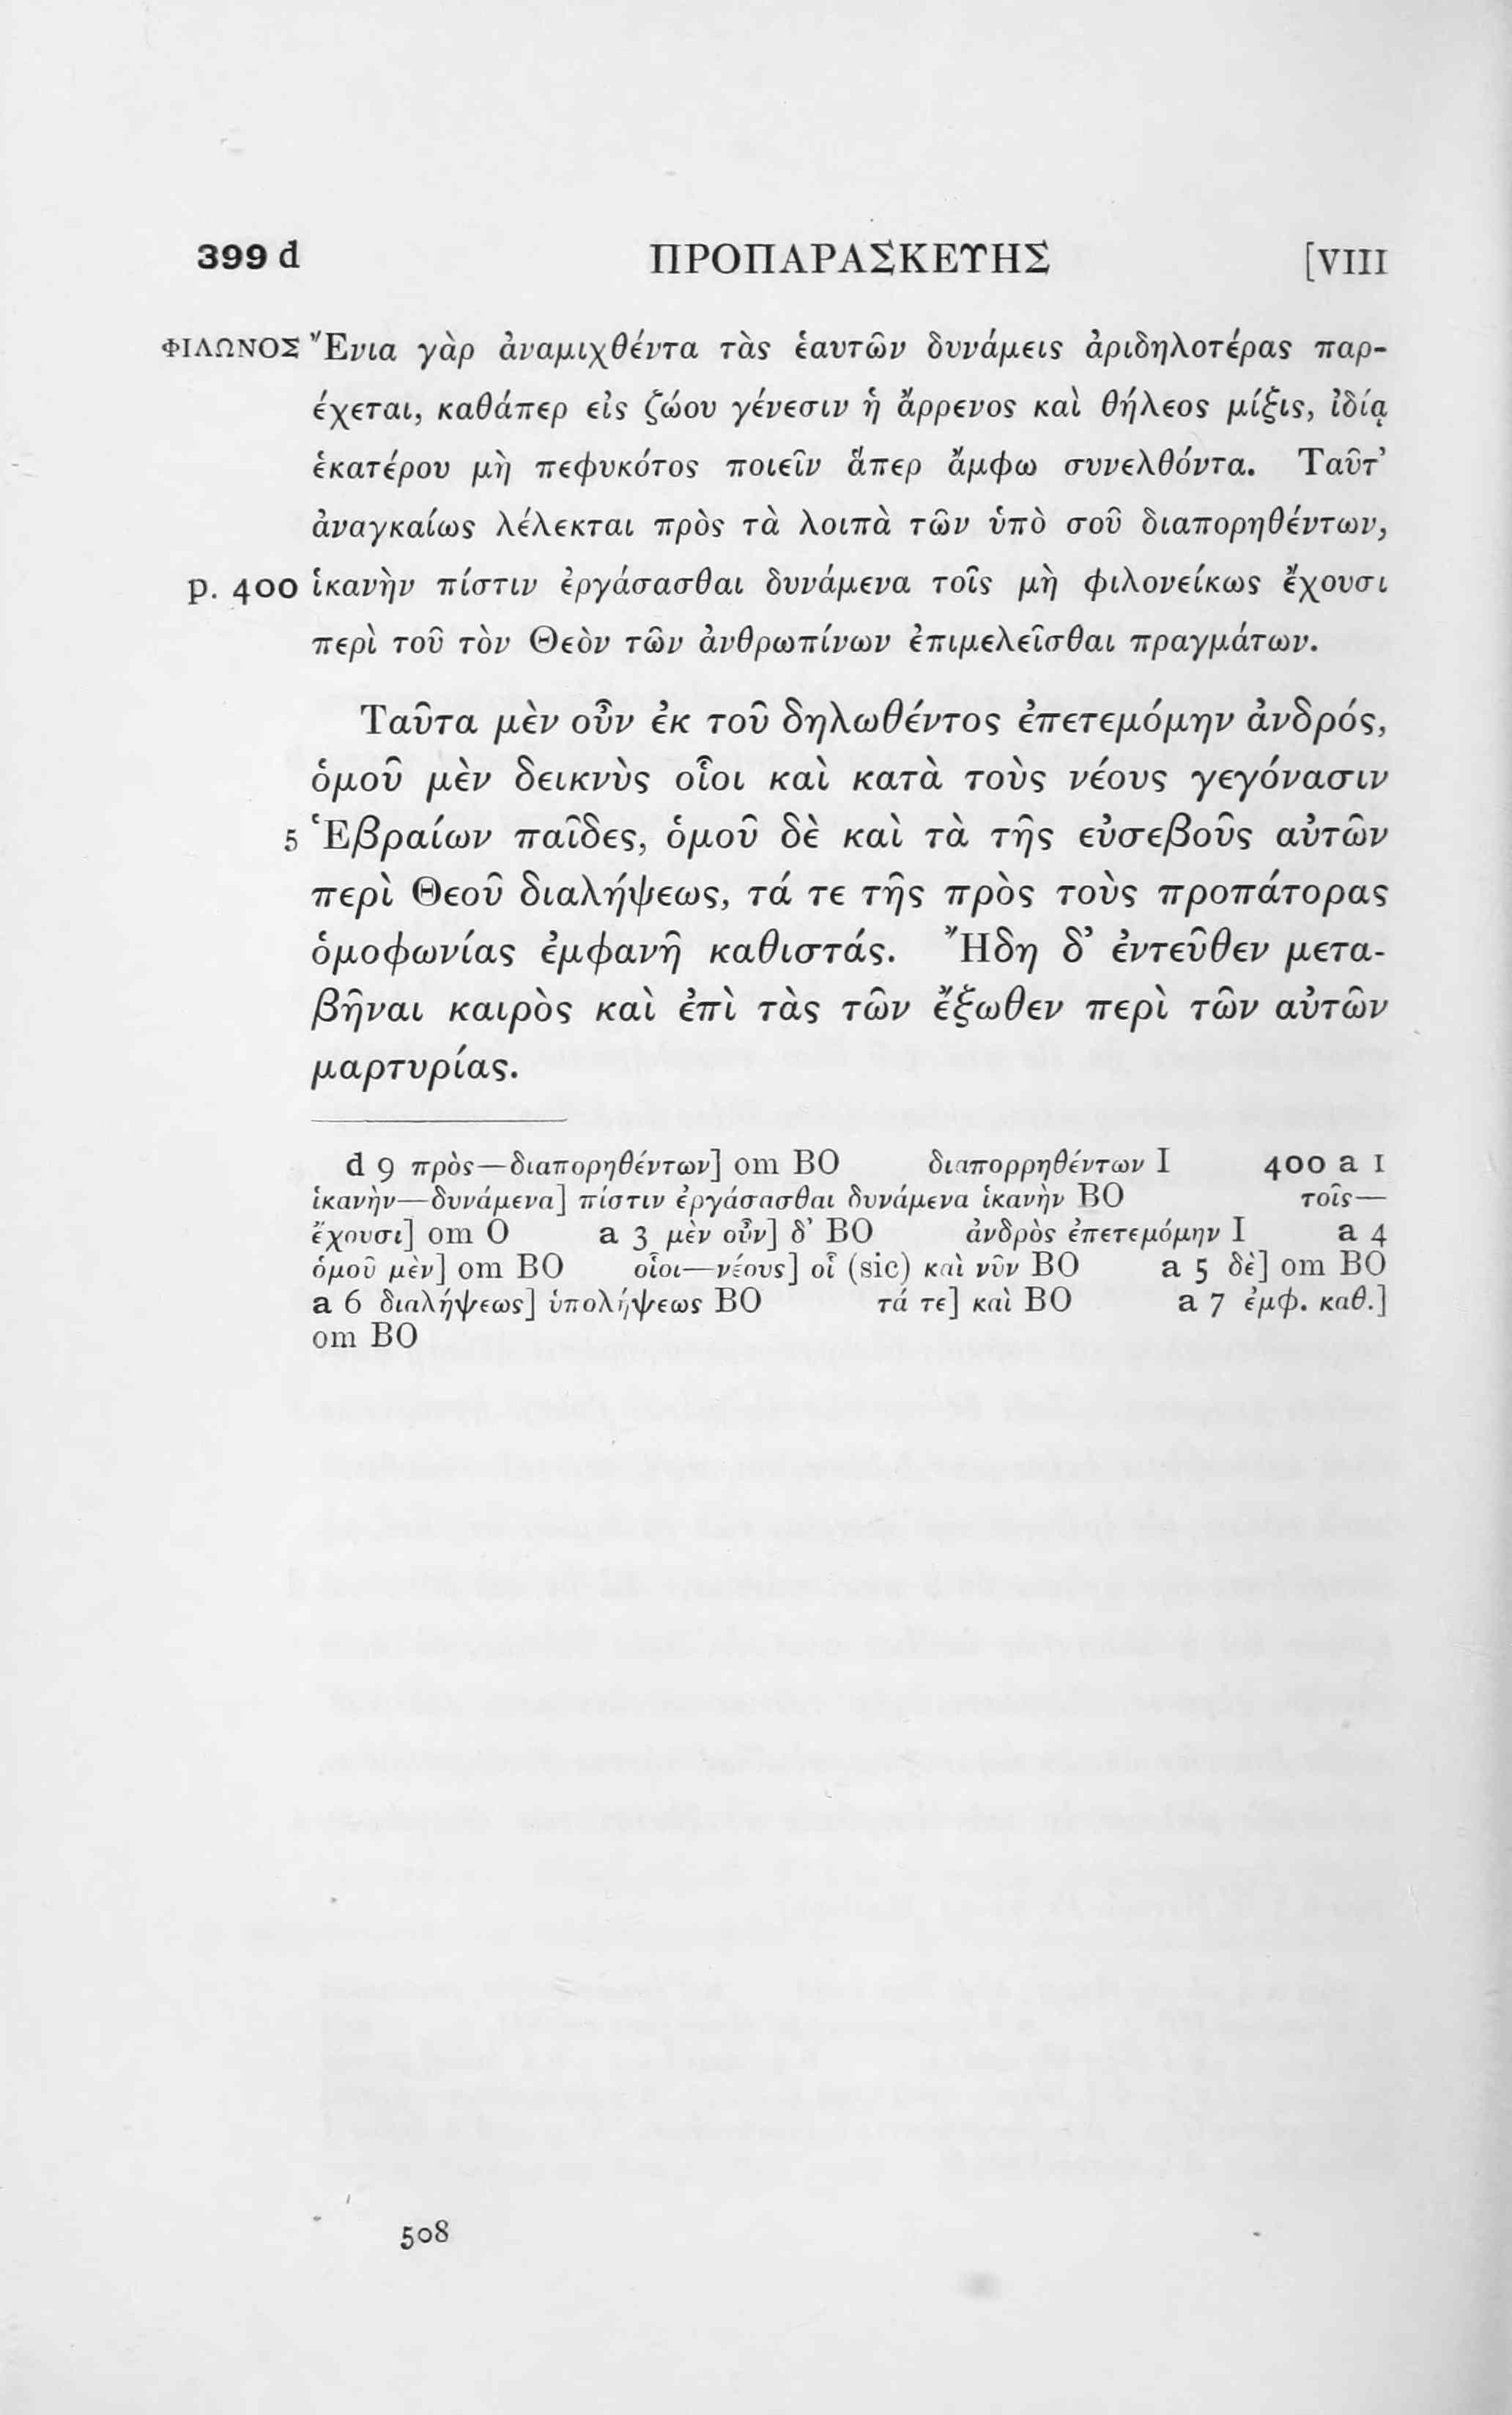 399 d ΠΡΟΠΑΡΑΣΚΕΥΗΣ [VIII
ΦΙΛΩΝΟΣ Ἔνια γὰρ ἀναμιχθέντα τὰς ἑαυτῶν δυνάμεις ἀριδηλοτέρας παρ-
έχεται, καθάπερ εἰς ζώου γένεσιν ἡ ἄρρενος καὶ θήλεος μίξις, ἰδίᾳ
ἑκατέρου μὴ πεφυκότος ποιεῖν ἅπερ ἄμφω συνελθόντα. Ταῦτ’
ἀναγκαίως λέλεκται πρὸς τὰ λοιπὰ τῶν ὑπὸ σοῦ διαπορηθέντων,
p. 400 ἱκανὴν πίστιν ἐργάσασθαι δυνάμενα τοῖς μὴ φιλονείκως ἔχουσι
περὶ τοῦ τὸν Θεὸν τῶν ἀνθρωπίνων ἐπιμελεῖσθαι πραγμάτων.
Ταῦτα μὲν οὖν ἐκ τοῦ δηλωθέντος ἐπετεμόμην ἀνδρός,
ὁμοῦ μὲν δεικνὺς οἷοι καὶ κατὰ τοὺς νέους γεγόνασιν
5 Ἑβραίων παῖδες, ὁμοῦ δὲ καὶ τὰ τῆς εὐσεβοῦς αὐτῶν
περὶ Θεοῦ διαλήψεως, τά τε τῆς πρὸς τοὺς προπάτορας
ὁμοφωνίας ἐμφανῆ καθιστάς. Ἤδη δ’ ἐντεῦθεν μετα-
βῆναι καιρὸς καὶ ἐπὶ τὰς τῶν ἔξωθεν περὶ τῶν αὐτῶν
μαρτυρίας.
d 9 πρὸς—διαπορηθέντων] om BO διαπορρηθέντων I 400 a 1
ἱκανὴν—δυνάμενα] πίστιν ἐργάσασθαι δυνάμενα ἱκανὴν BO τοῖς—
ἔχουσι] om O a 3 μὲν οὖν] δ’ BO ἀνδρὸς ἐπετεμόμην I a 4
ὁμοῦ μὲν] om BO οἷοι—νέους] οἷ (sic) καὶ νῦν BO a 5 δὲ] om BO
a 6 διαλήψεως] ὑπολήψεως BO τά τε] καὶ BO a 7 ἐμφ. καθ.]
om BO
508